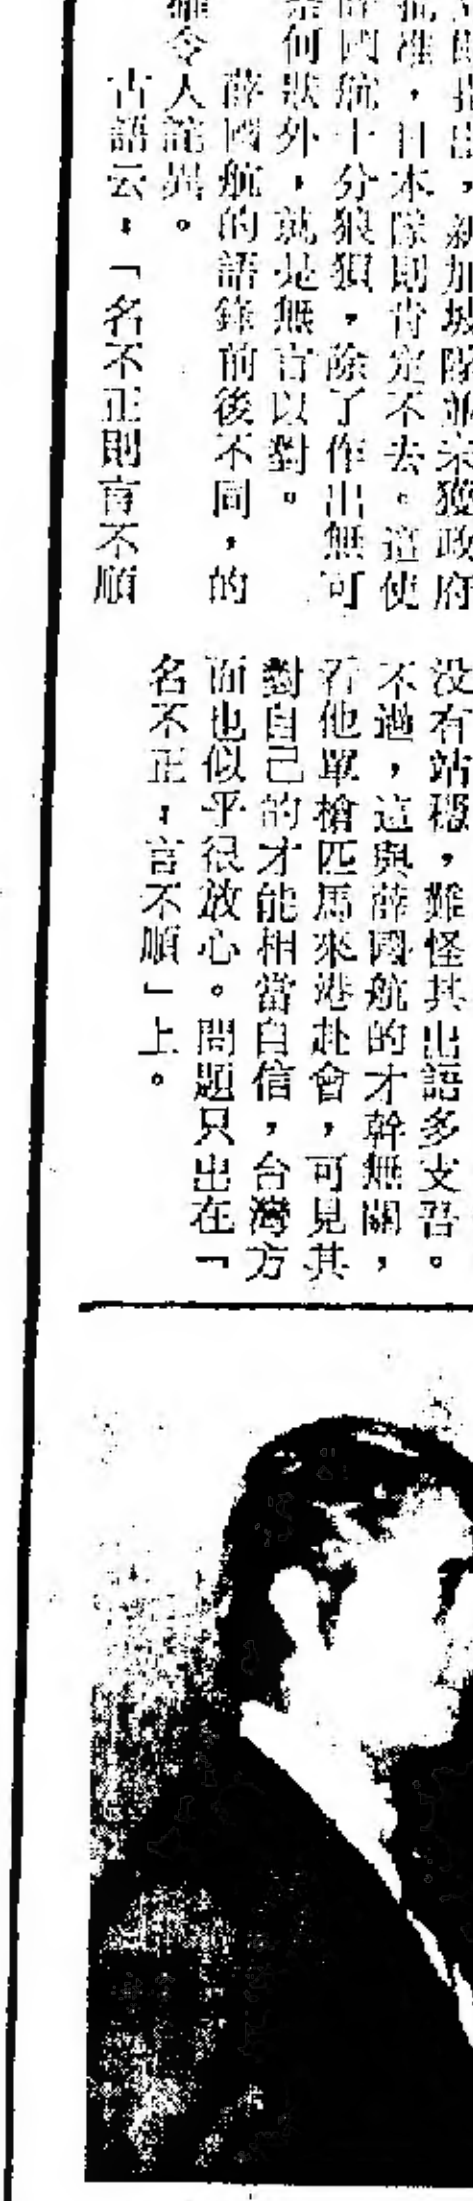 出，新加坡隊並未獲政府
批准，日本隊則肯定不去。這使
國航十分狼狽，除了作出無可
奈何狀外，就是無言以對。
薛國航的語鋒前後不同，的
確令人詫異。
古語云，「名不正則言不順
没有站穩，難怪其出語多支吾。
不過，這與薛國航的才幹無關，
看他單槍匹馬來港赴會，可見其
對自己的才能相當自信，台灣方
面也似乎很放心。問題只出在「
名不正，言不順」上。